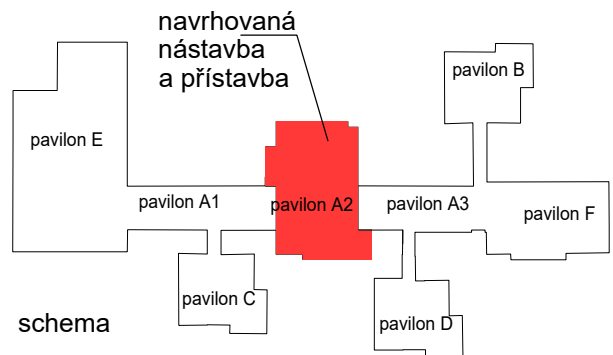 navrhovaná
nástavba
a přístavba
pavilon B
pavilon E
pavilon A1
pavilon A2
pavilon A3
pavilon F
pavilon C
pavilon D
schema